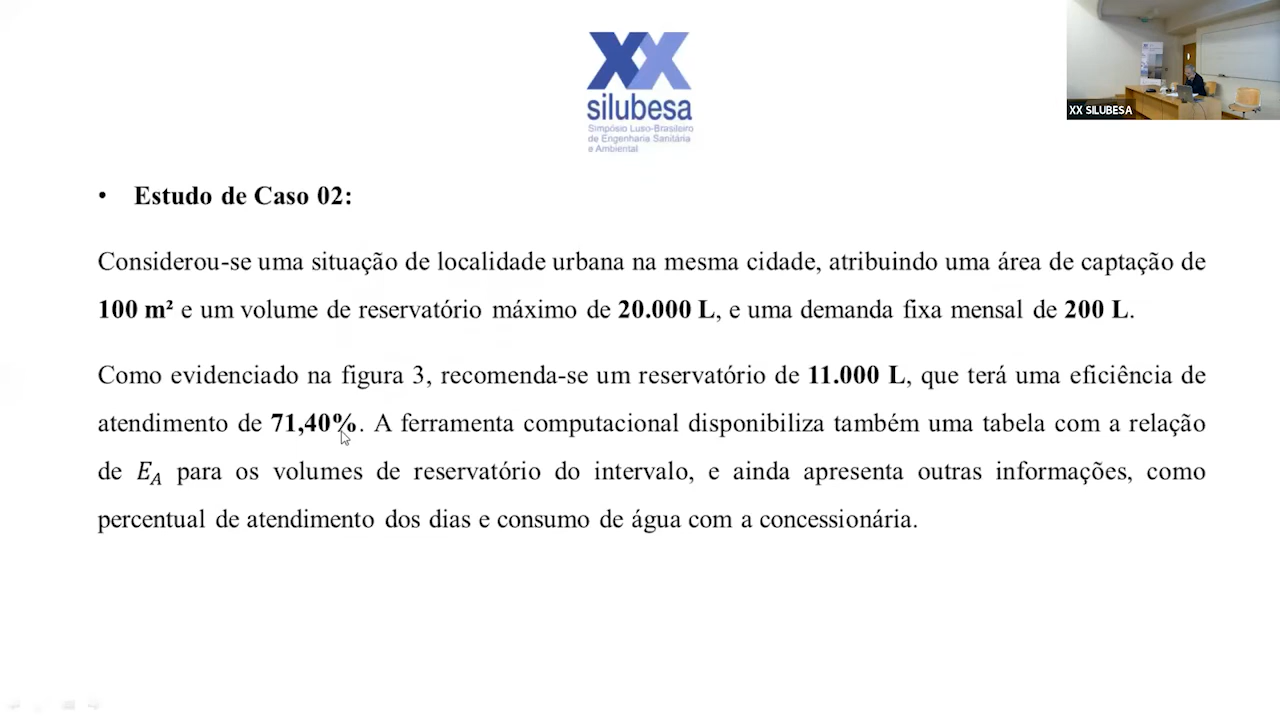 XX
silubesa
Simpósio Luso-Brasileiro
de Engenharia Sanitária
e Ambiental
XX SILUBESA
• Estudo de Caso 02:
Considerou-se uma situação de localidade urbana na mesma cidade, atribuindo uma área de captação de
100 m² e um volume de reservatório máximo de 20.000 L, e uma demanda fixa mensal de 200 L.
Como evidenciado na figura 3, recomenda-se um reservatório de 11.000 L, que terá uma eficiência de
atendimento de 71,40%. A ferramenta computacional disponibiliza também uma tabela com a relação
de E_A para os volumes de reservatório do intervalo, e ainda apresenta outras informações, como
percentual de atendimento dos dias e consumo de água com a concessionária.